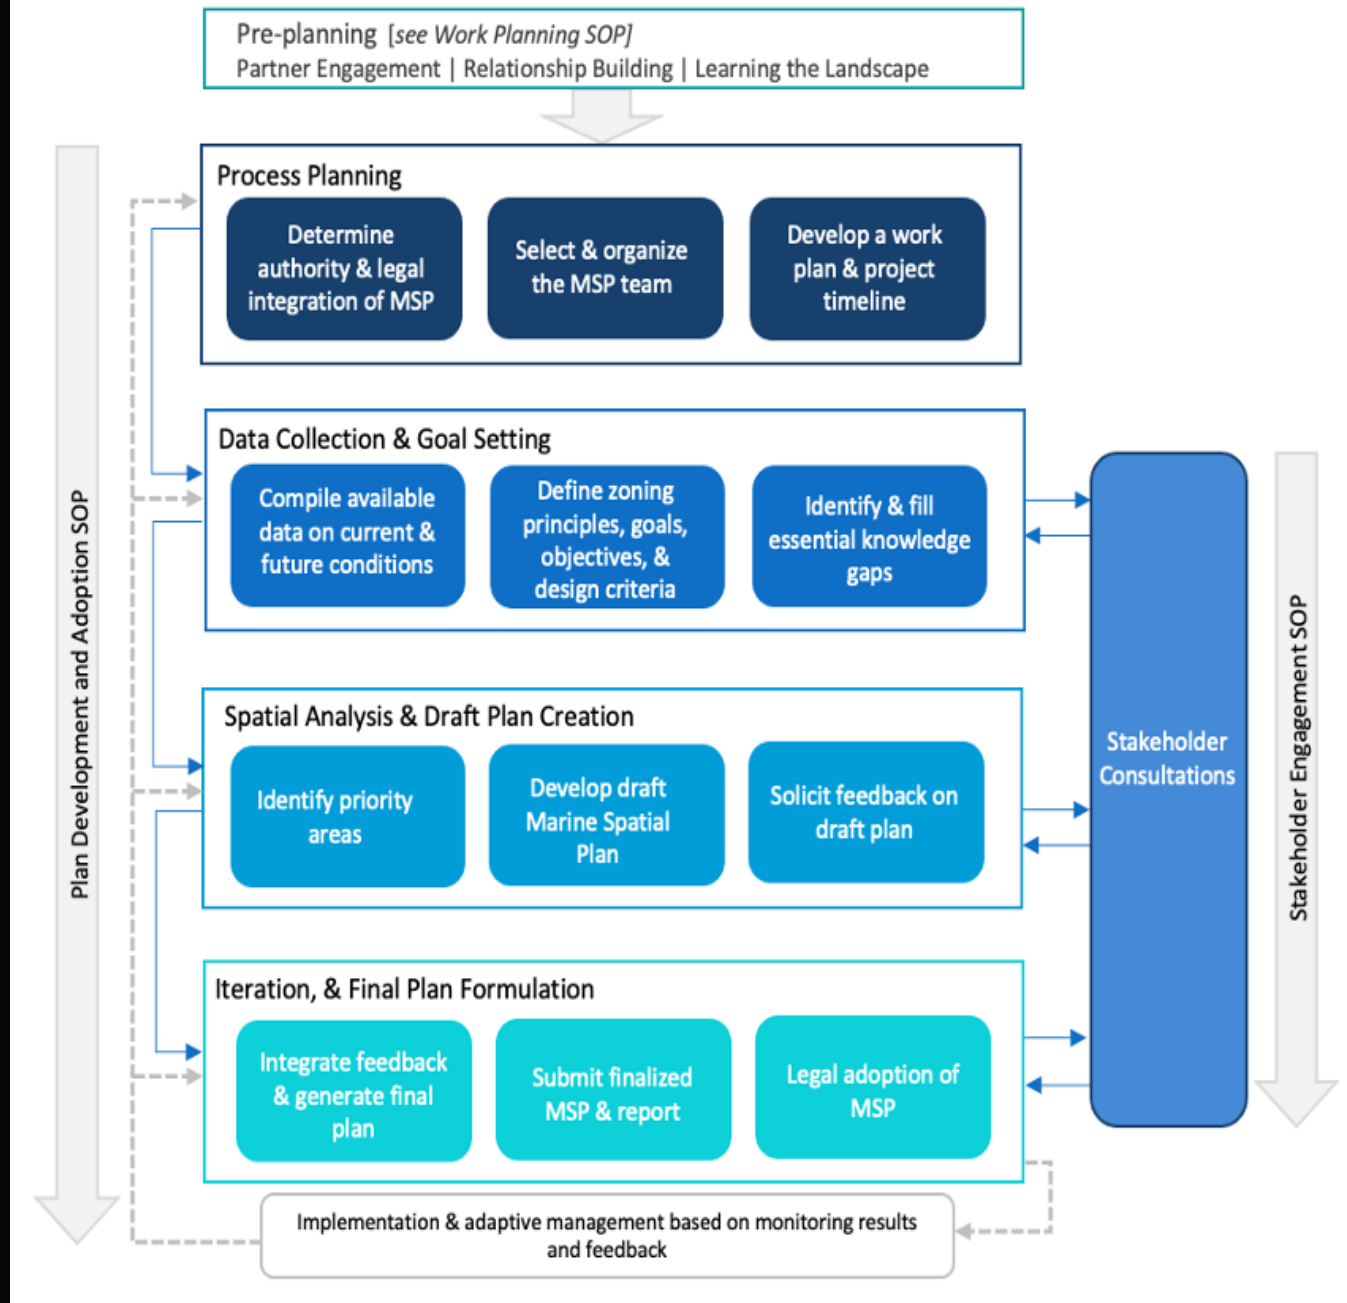 Pre-planning [see Work Planning SOP]
Partner Engagement | Relationship Building | Learning the Landscape
Process Planning
Determine
authority & legal
integration of MSP
Select & organize
the MSP team
Develop a work
plan & project
timeline
Data Collection & Goal Setting
Compile available
data on current &
future conditions
Define zoning
principles, goals,
objectives, &
design criteria
Identify & fill
essential knowledge
gaps
Spatial Analysis & Draft Plan Creation
Identify priority
areas
Develop draft
Marine Spatial
Plan
Solicit feedback on
draft plan
Iteration, & Final Plan Formulation
Integrate feedback
& generate final
plan
Submit finalized
MSP & report
Legal adoption of
MSP
Implementation & adaptive management based on monitoring results
and feedback
Plan Development and Adoption SOP
Stakeholder
Consultations
Stakeholder Engagement SOP